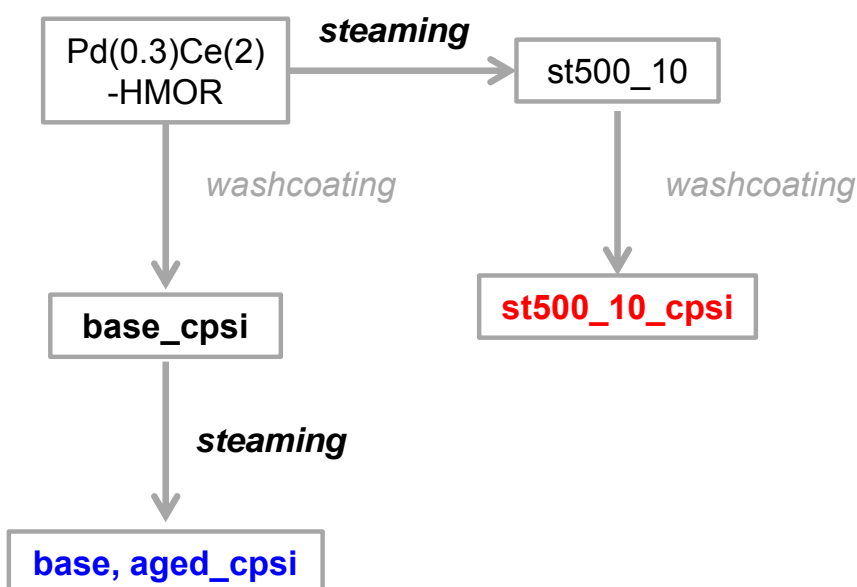 steaming
Pd(0.3)Ce(2)
-HMOR
st500_10
washcoating
washcoating
base_cpsi
st500_10_cpsi
steaming
base, aged_cpsi